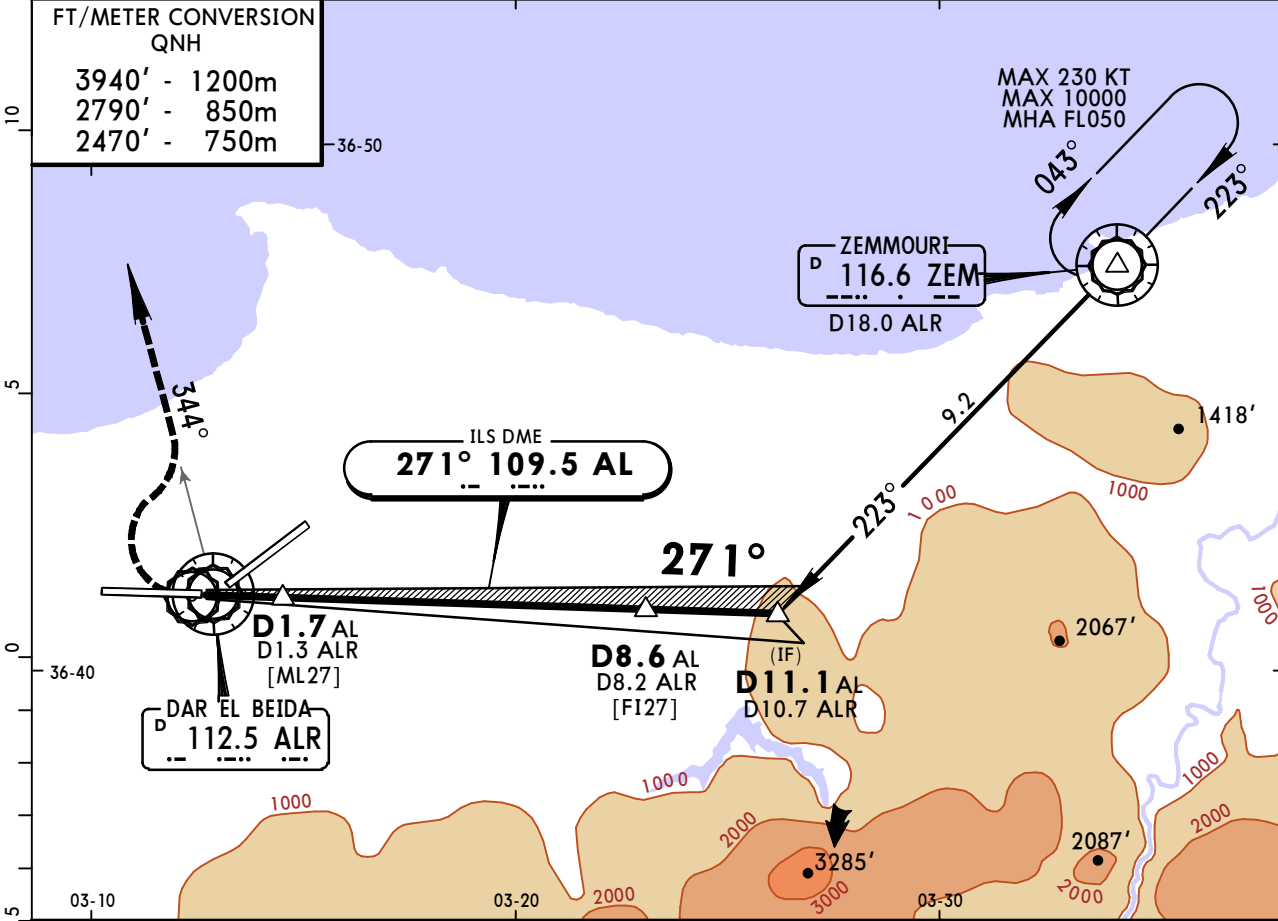 FT/METER CONVERSION
QNH
3940' - 1200m
2790' - 850m
2470' - 750m
10
36-50
MAX 230 KT
MAX 10000
MHA FL050
043°
223°
ZEMMOURI
D 116.6 ZEM
D18.0 ALR
5
344°
ILS DME
271° 109.5 AL
9.2
1418'
1000
223°
1000
271°
1000
2067'
D1.7 AL
D1.3 ALR
[ML27]
D8.6 AL
D8.2 ALR
[FI27]
(IF)
D11.1 AL
D10.7 ALR
0
36-40
DAR EL BEIDA
D 112.5 ALR
1000
1000
1000
2000
2000
2087'
3285'
2000
3000
2000
03-10
03-20
03-30
5